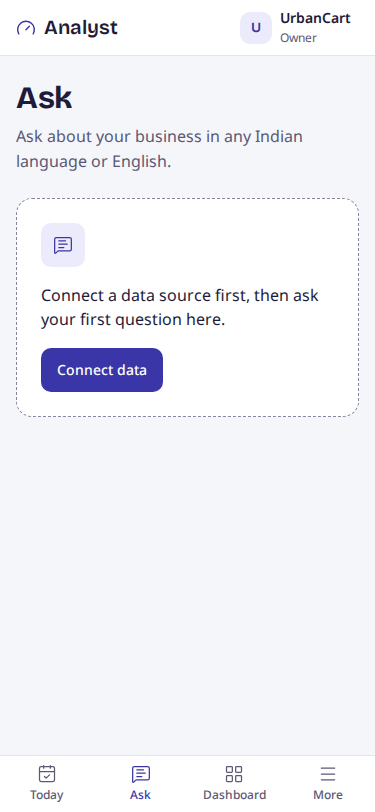 Analyst
U
UrbanCart
Owner
Ask
Ask about your business in any Indian
language or English.
Connect a data source first, then ask
your first question here.
Connect data
Today
Ask
Dashboard
More